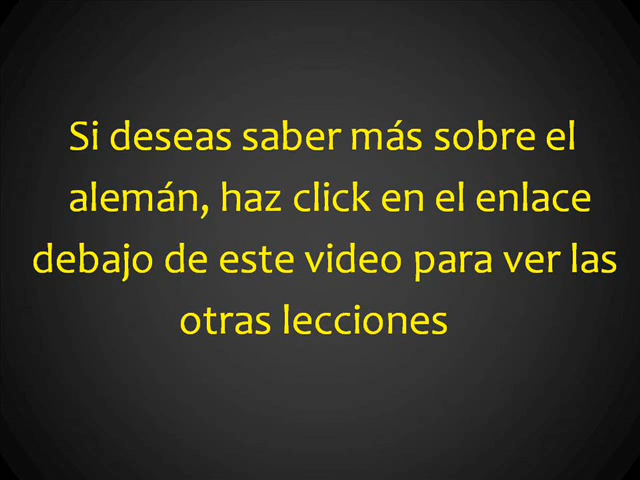 Si deseas saber más sobre el
alemán, haz click en el enlace
debajo de este video para ver las
otras lecciones